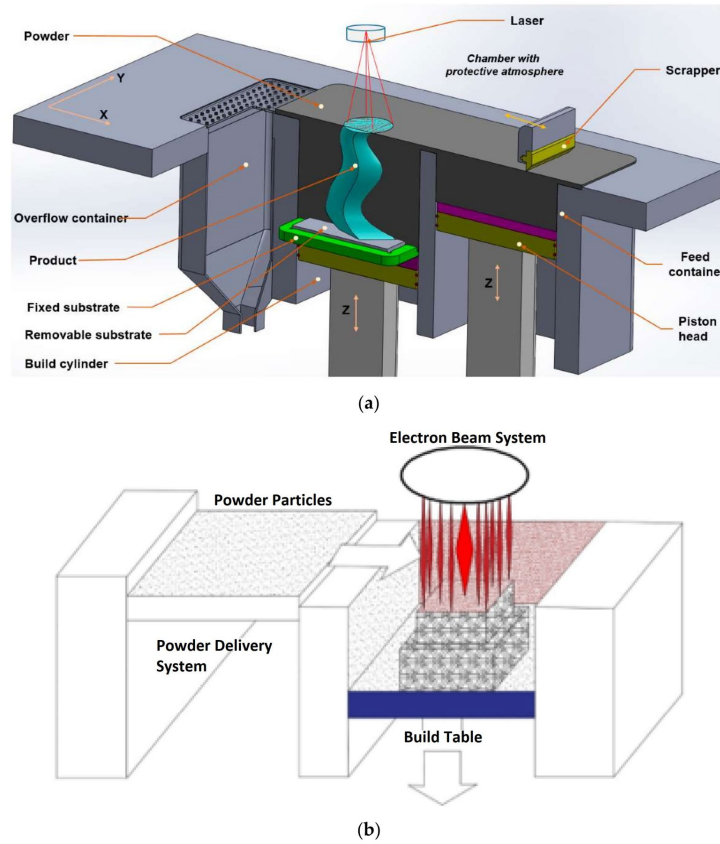 Laser
Powder
Chamber with
protective atmosphere
Scrapper
Y
X
Overflow container
Product
Feed
container
Fixed substrate
Z
Z
Removable substrate
Piston
head
Build cylinder
(a)
Electron Beam System
Powder Particles
Powder Delivery
System
Build Table
(b)